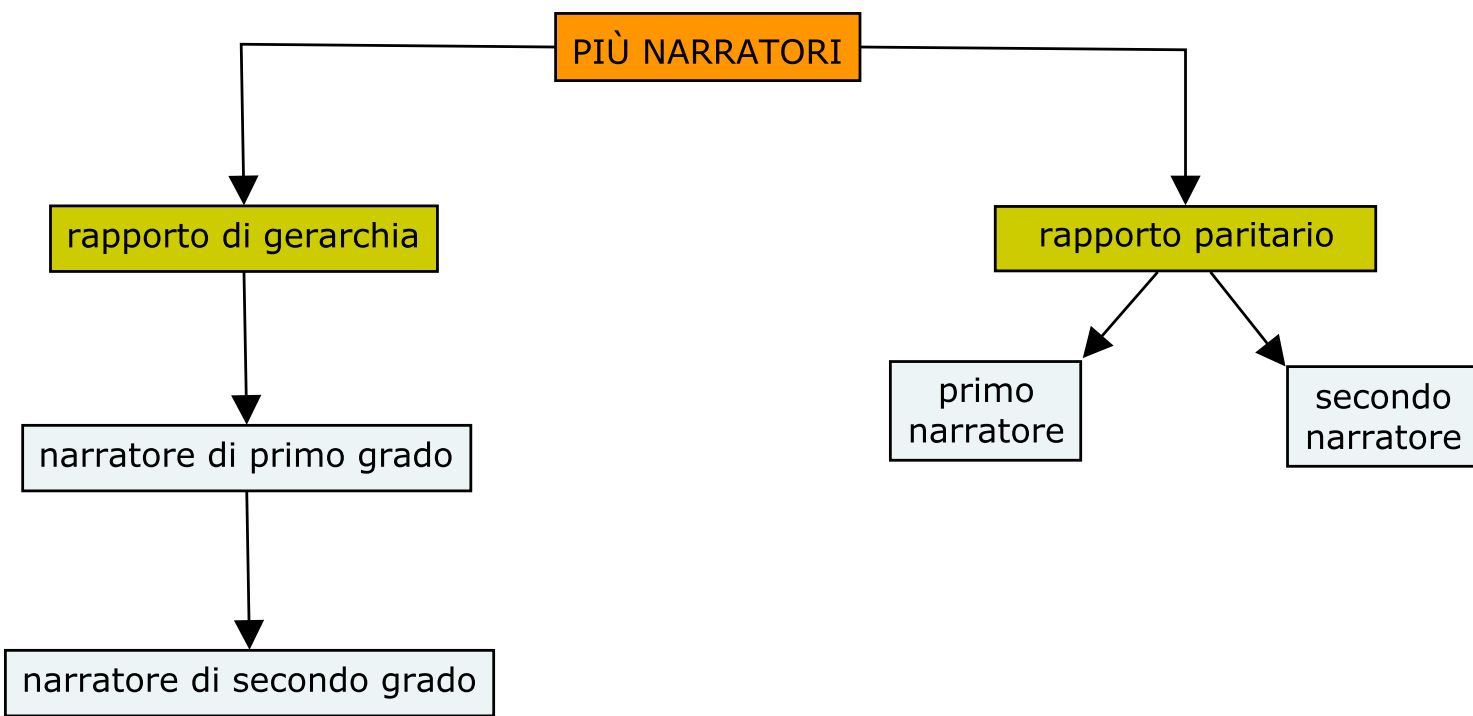 PIÙ NARRATORI
rapporto di gerarchia
rapporto paritario
primo
narratore
secondo
narratore
narratore di primo grado
narratore di secondo grado